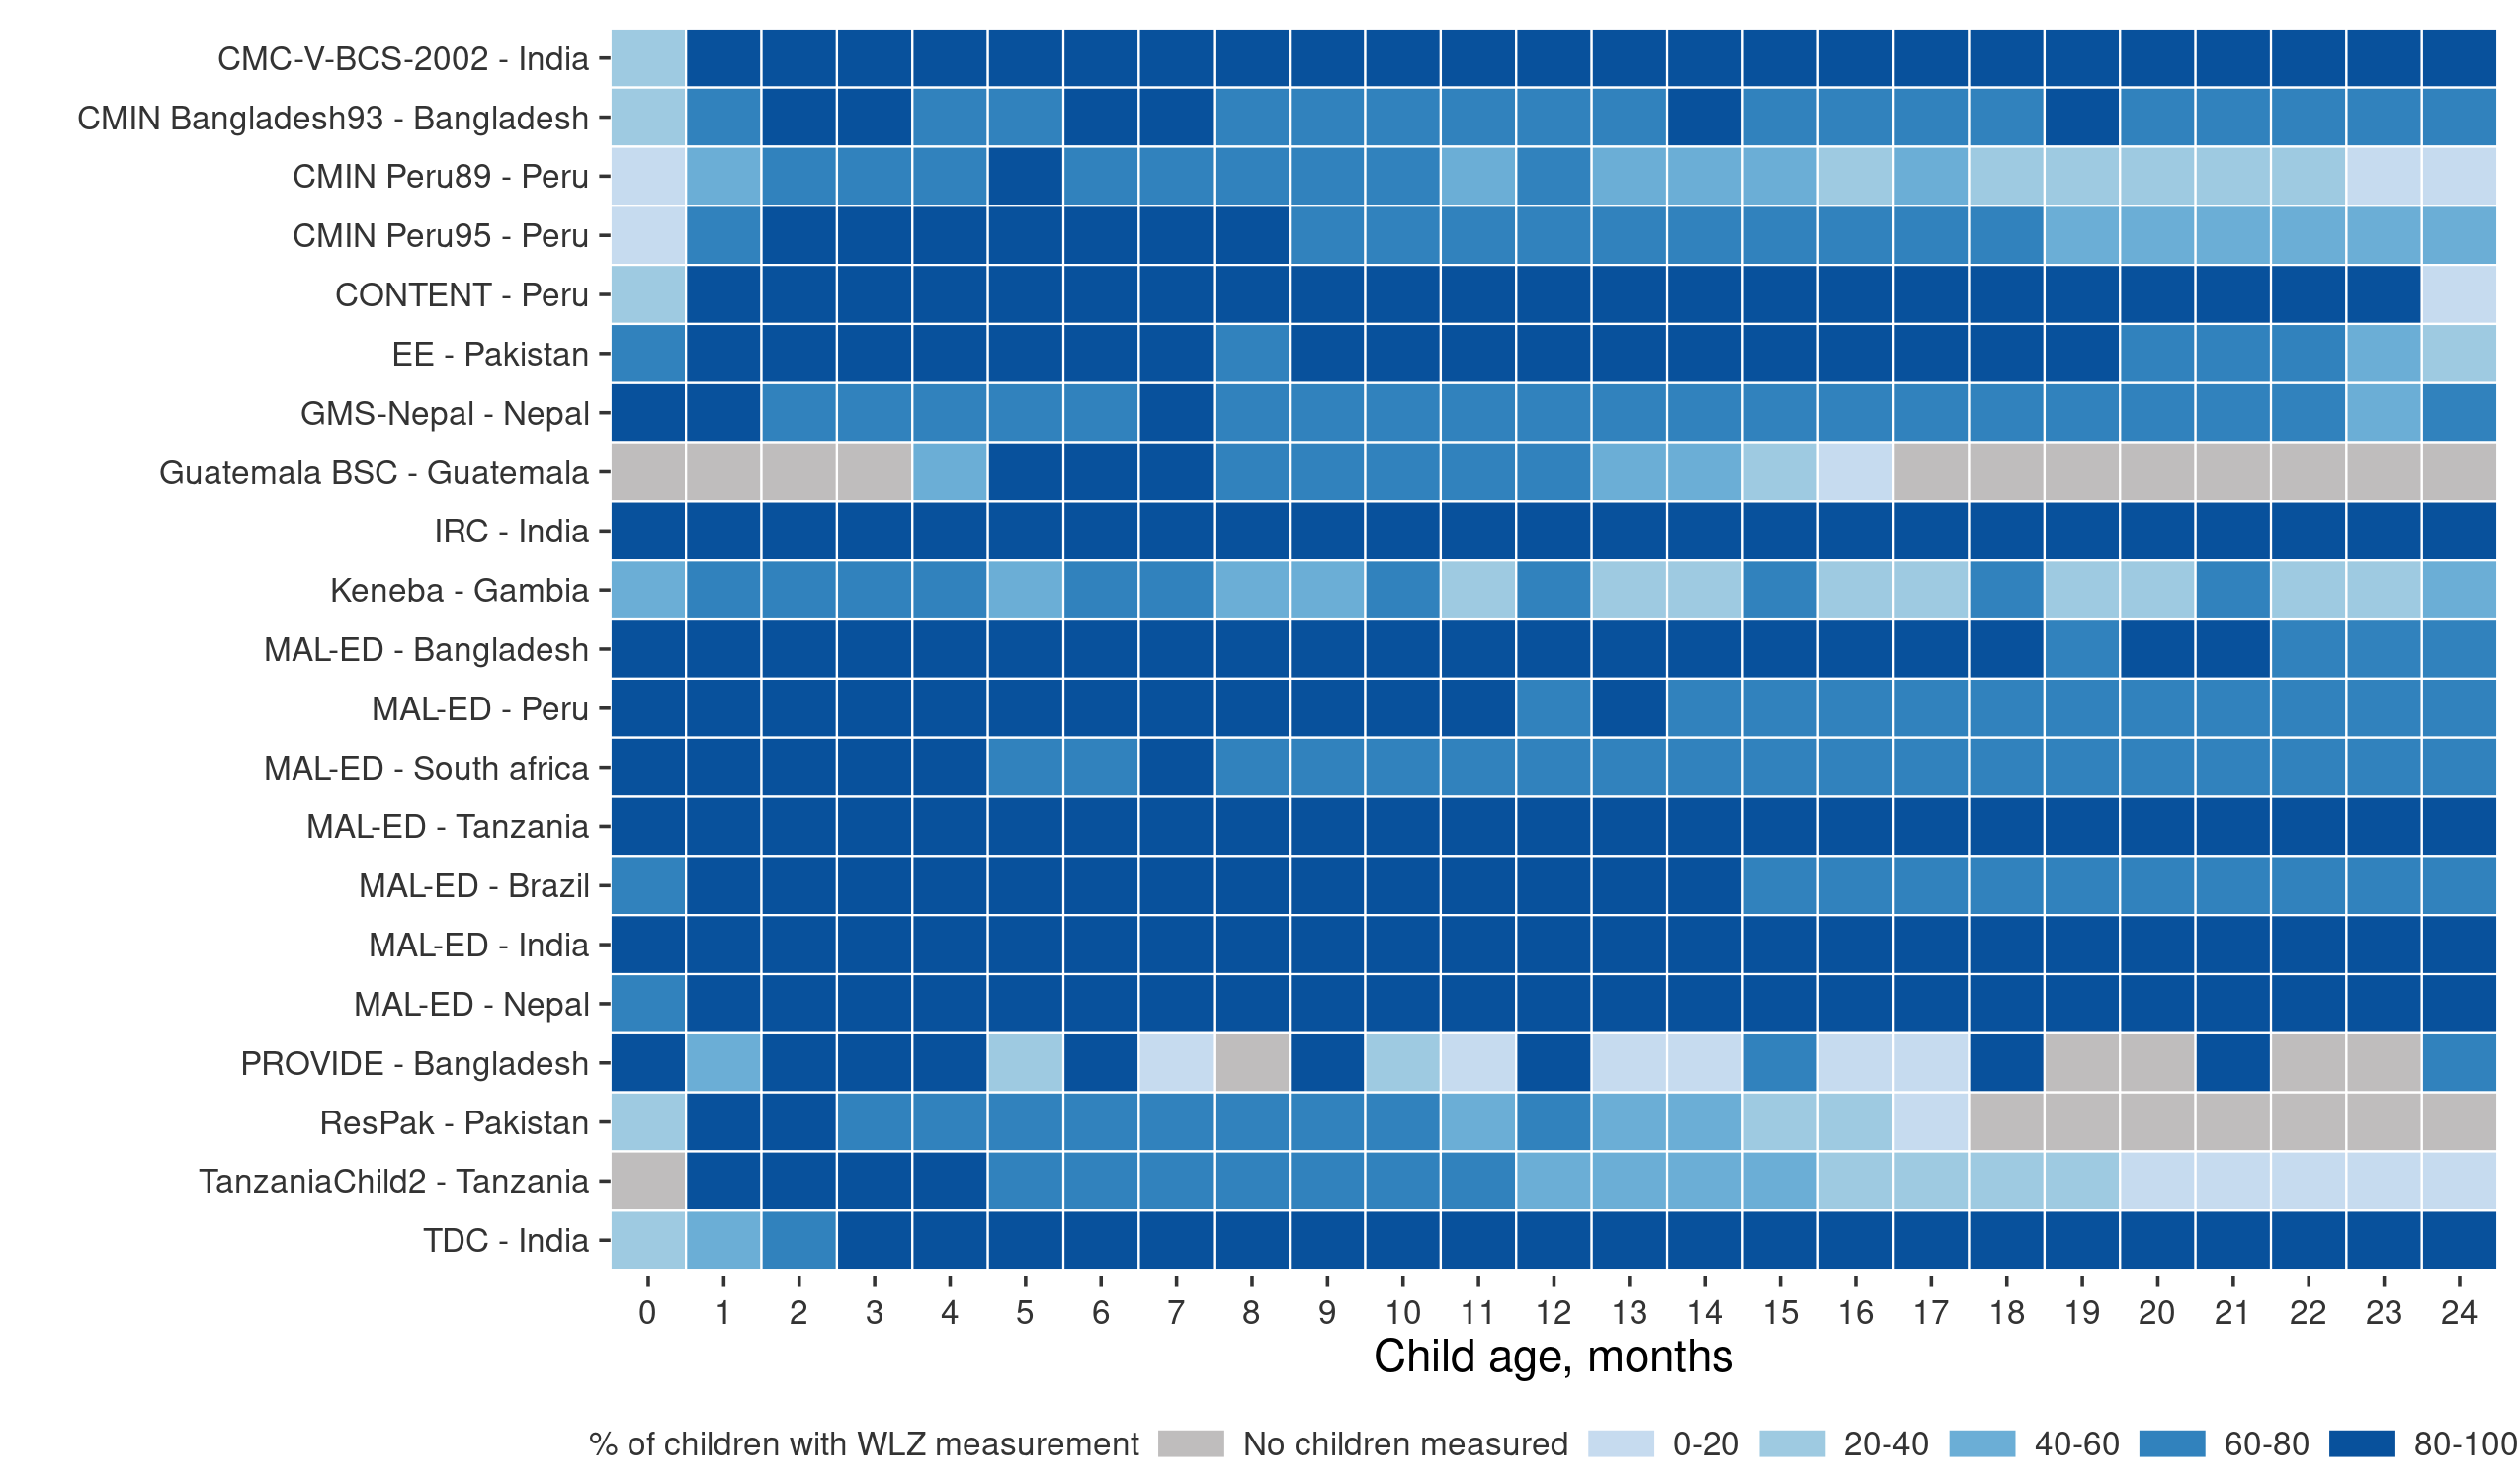 CMC-V-BCS-2002 - India
CMIN Bangladesh93 - Bangladesh
CMIN Peru89 - Peru
CMIN Peru95 - Peru
CONTENT - Peru
EE - Pakistan
GMS-Nepal - Nepal
Guatemala BSC - Guatemala
IRC - India
Keneba - Gambia
MAL-ED - Bangladesh
MAL-ED - Peru
MAL-ED - South africa
MAL-ED - Tanzania
MAL-ED - Brazil
MAL-ED - India
MAL-ED - Nepal
PROVIDE - Bangladesh
ResPak - Pakistan
TanzaniaChild2 - Tanzania
TDC - India
0 1 2 3 4 5 6 7 8 9 10 11 12 13 14 15 16 17 18 19 20 21 22 23 24
Child age, months
% of children with WLZ measurement No children measured 0-20 20-40 40-60 60-80 80-100